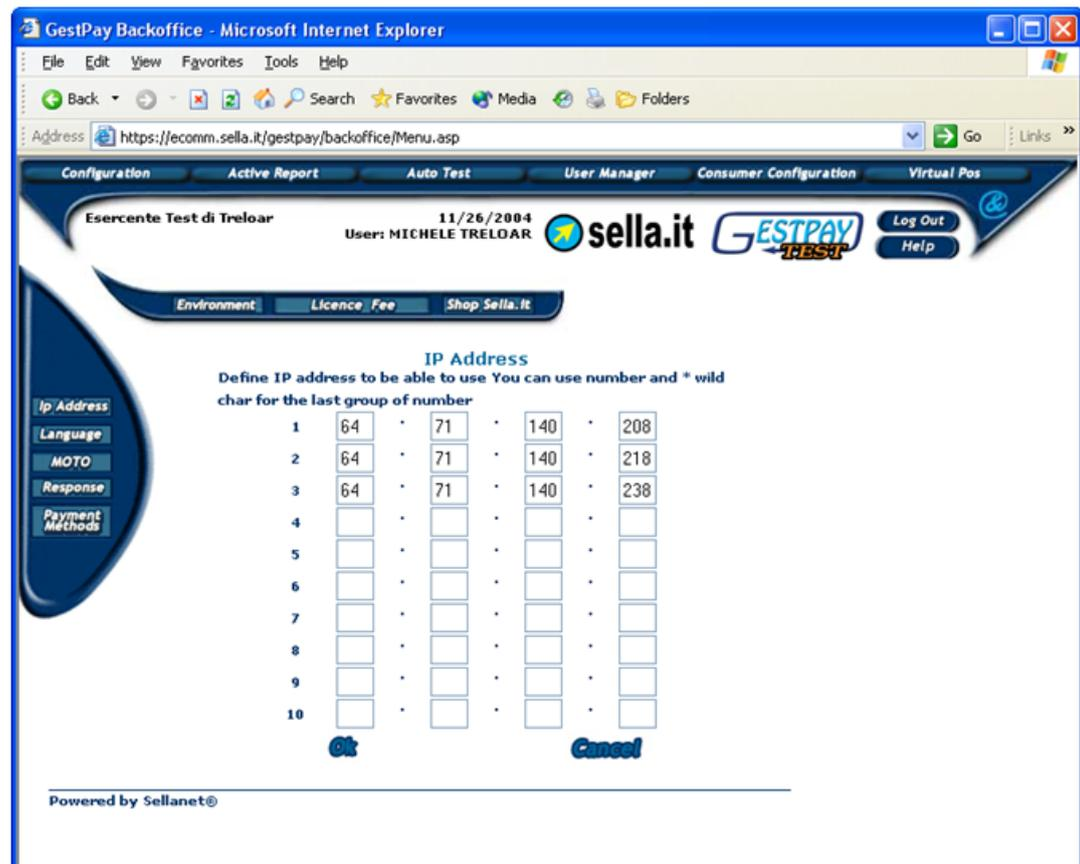 GestPay Backoffice - Microsoft Internet Explorer
File Edit View Favorites Tools Help
Back Search Favorites Media Folders
Address https://ecomm.sella.it/gestpay/backoffice/Menu.asp Go Links »
Configuration Active Report Auto Test User Manager Consumer Configuration Virtual Pos
Esercente Test di Treloar 11/26/2004
User: MICHELE TRELOAR
sella.it GESTPAY TEST
Log Out
Help
Environment Licence Fee Shop Sella.it
IP Address
Define IP address to be able to use You can use number and * wild
char for the last group of number
Ip Address
Language
MOTO
Response
Payment
Methods
1 64 . 71 . 140 . 208
2 64 . 71 . 140 . 218
3 64 . 71 . 140 . 238
4 . . .
5 . . .
6 . . .
7 . . .
8 . . .
9 . . .
10 . . .
Ok Cancel
Powered by Sellanet®